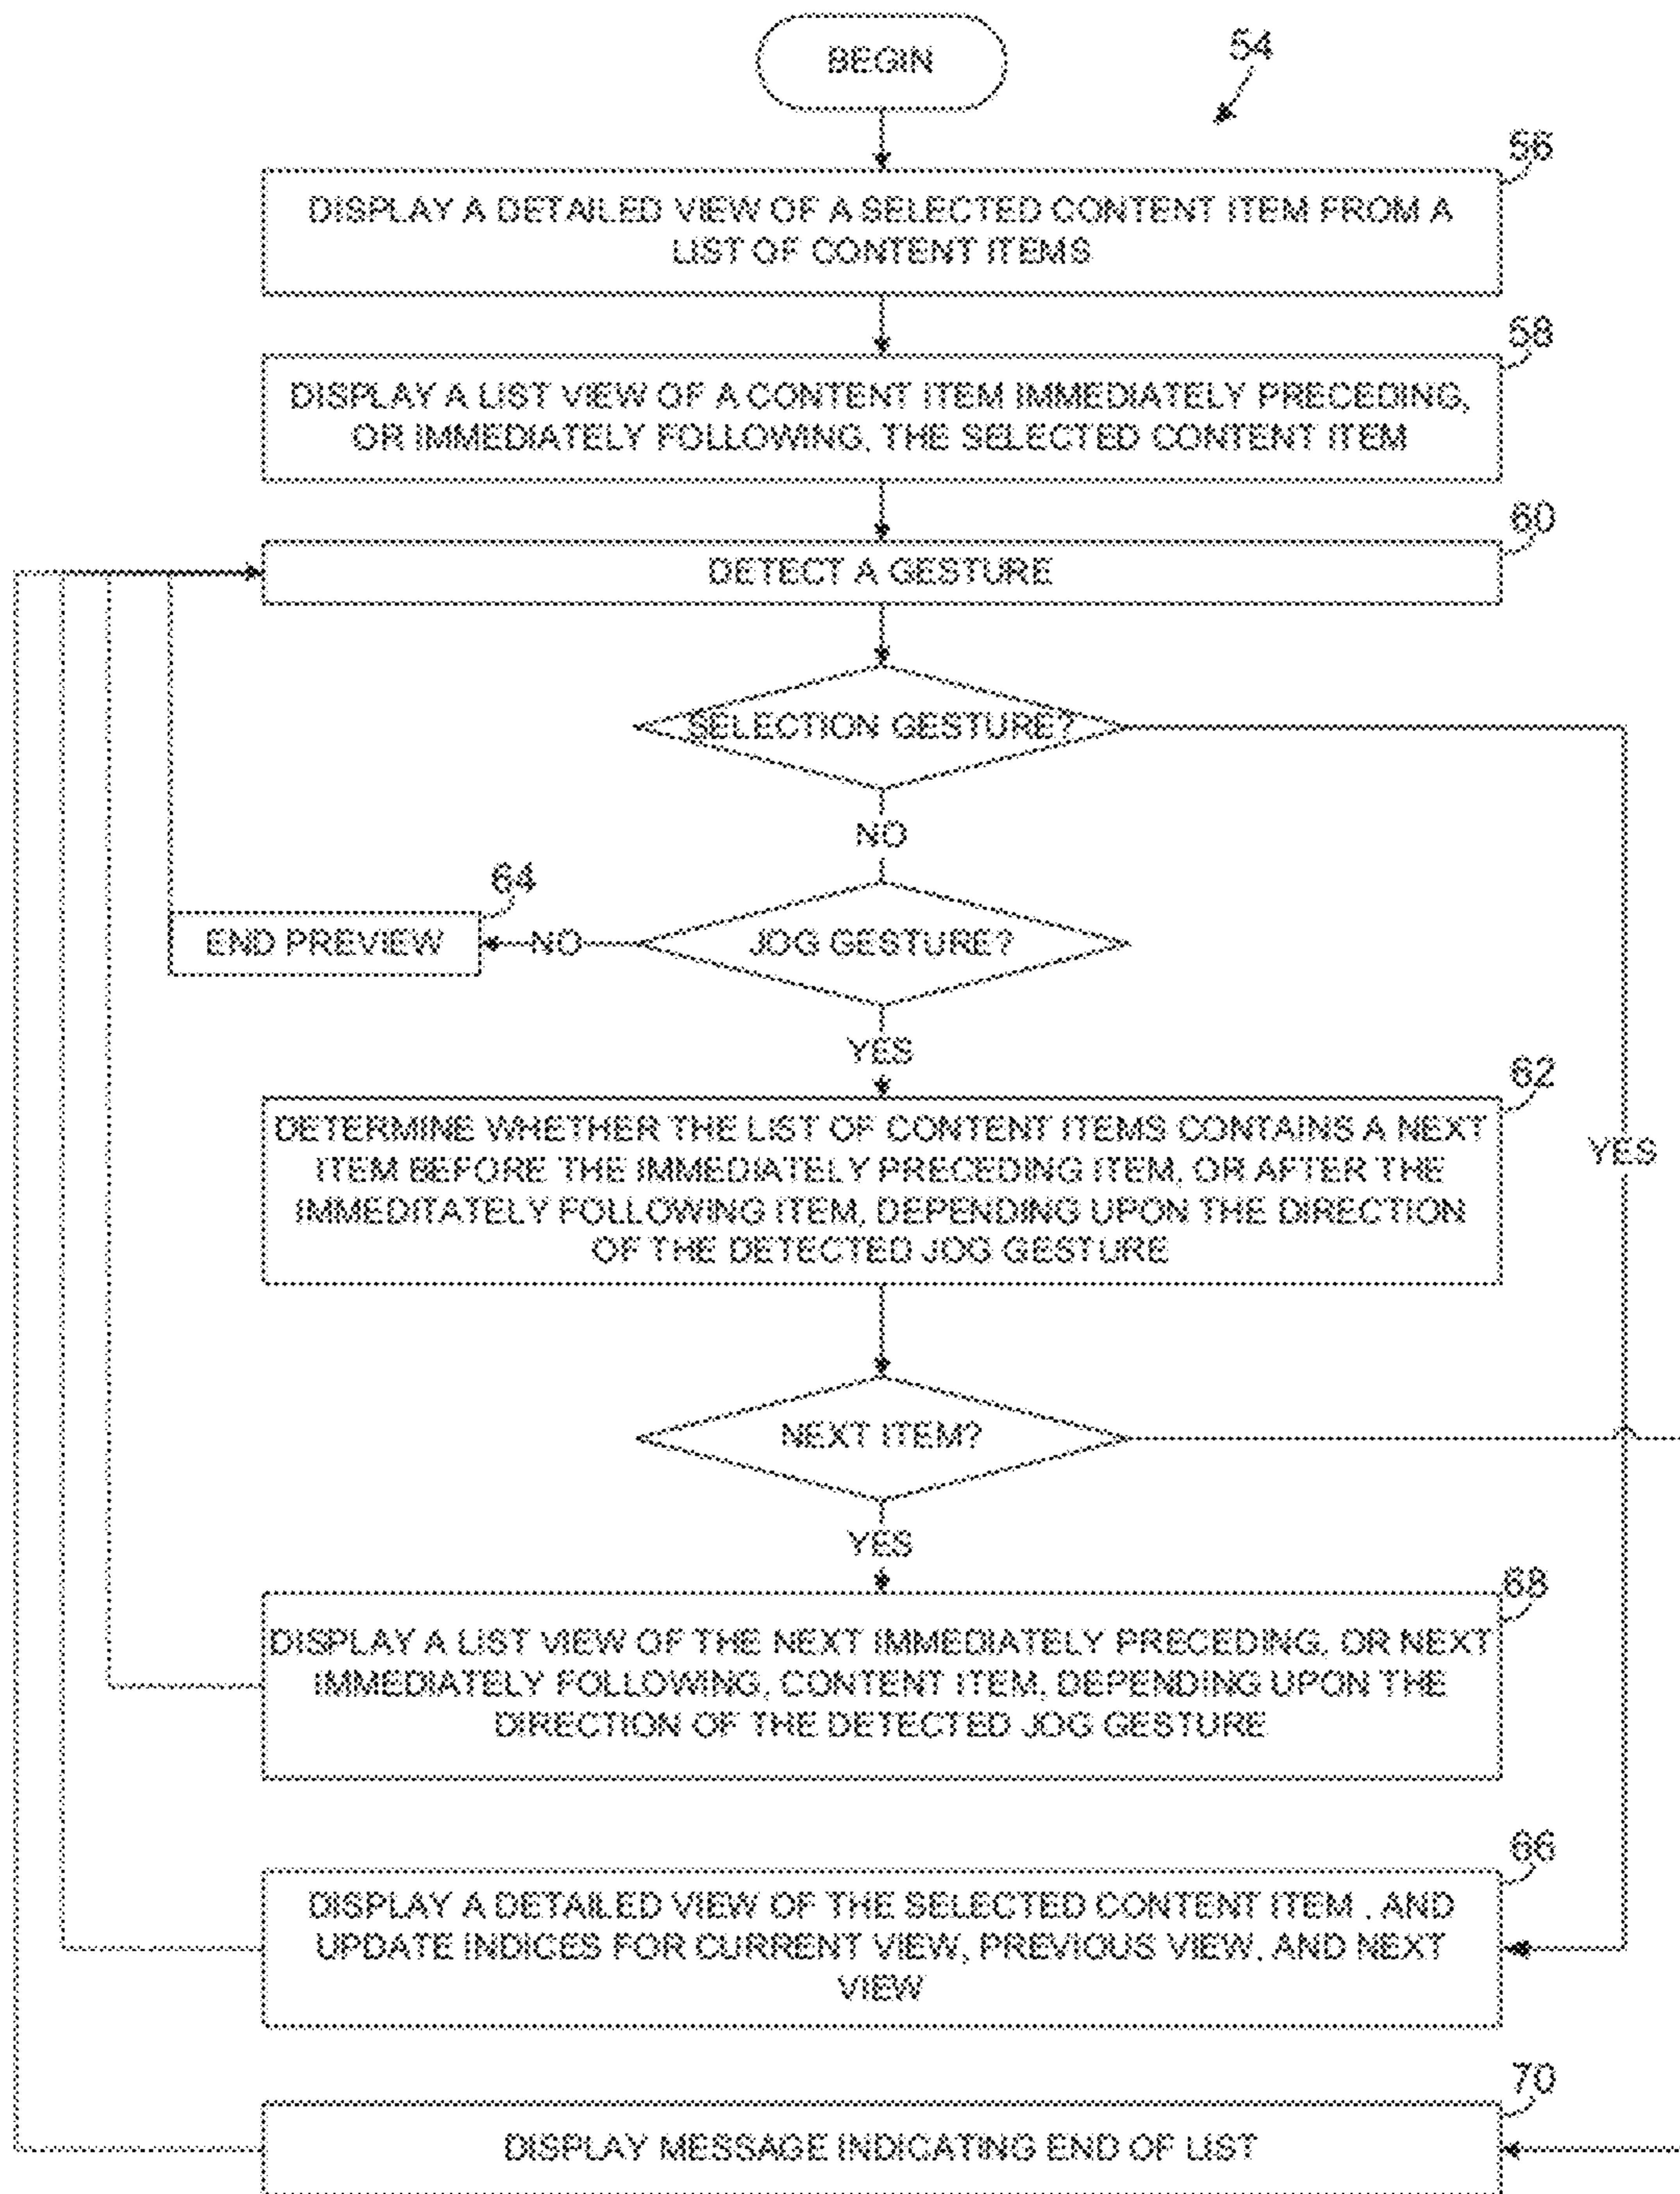 BEGIN
54
56
DISPLAY A DETAILED VIEW OF A SELECTED CONTENT ITEM FROM A
LIST OF CONTENT ITEMS
58
DISPLAY A LIST VIEW OF A CONTENT ITEM IMMEDIATELY PRECEDING,
OR IMMEDIATELY FOLLOWING, THE SELECTED CONTENT ITEM
60
DETECT A GESTURE
SELECTION GESTURE?
NO
64
END PREVIEW
NO
JOG GESTURE?
YES
62
DETERMINE WHETHER THE LIST OF CONTENT ITEMS CONTAINS A NEXT
ITEM BEFORE THE IMMEDIATELY PRECEDING ITEM, OR AFTER THE
IMMEDITATELY FOLLOWING ITEM, DEPENDING UPON THE DIRECTION
OF THE DETECTED JOG GESTURE
YES
NEXT ITEM?
YES
68
DISPLAY A LIST VIEW OF THE NEXT IMMEDIATELY PRECEDING, OR NEXT
IMMEDIATELY FOLLOWING, CONTENT ITEM, DEPENDING UPON THE
DIRECTION OF THE DETECTED JOG GESTURE
66
DISPLAY A DETAILED VIEW OF THE SELECTED CONTENT ITEM , AND
UPDATE INDICES FOR CURRENT VIEW, PREVIOUS VIEW, AND NEXT
VIEW
70
DISPLAY MESSAGE INDICATING END OF LIST